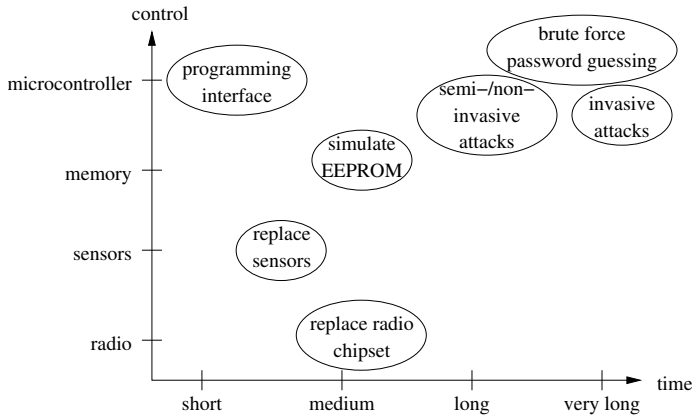 control
brute force
password guessing
programming
interface
microcontroller
semi-/non-
invasive
attacks
invasive
attacks
simulate
EEPROM
memory
replace
sensors
sensors
replace radio
chipset
radio
time
short
medium
long
very long